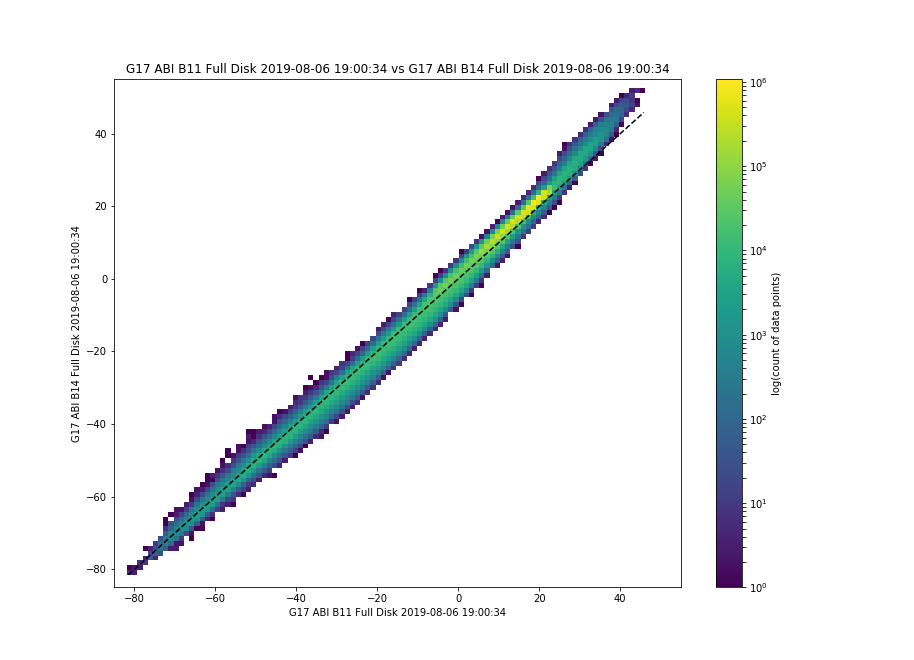 G17 ABI B11 Full Disk 2019-08-06 19:00:34 vs G17 ABI B14 Full Disk 2019-08-06 19:00:34
G17 ABI B14 Full Disk 2019-08-06 19:00:34
40
20
0
−20
−40
−60
−80
−80 −60 −40 −20 0 20 40
G17 ABI B11 Full Disk 2019-08-06 19:00:34
10⁶
10⁵
10⁴
10³
10²
10¹
10⁰
log(count of data points)